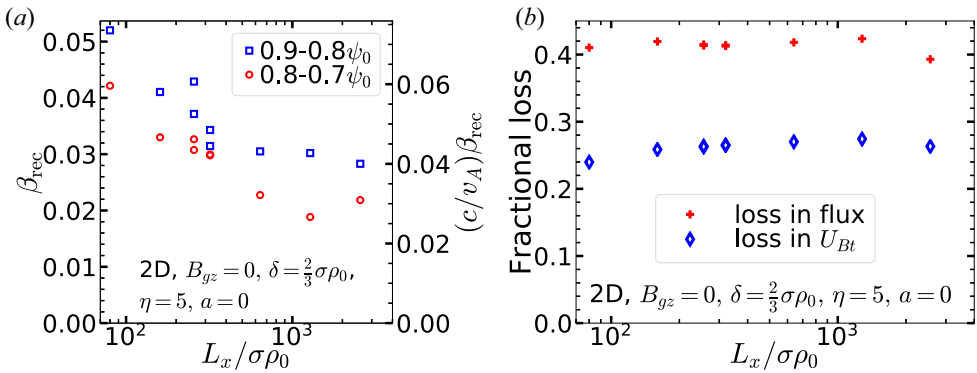 (a)
0.05
0.04
0.03
0.02
0.01
0.00
β_rec
0.9-0.8ψ_0
0.8-0.7ψ_0
2D, B_gz = 0, δ = 2/3 σρ_0,
η = 5, a = 0
10^2
10^3
L_x/σρ_0
0.06
0.04
0.02
0.00
(c/v_A)β_rec
(b)
0.4
0.3
0.2
0.1
0.0
Fractional loss
loss in flux
loss in U_Bt
2D, B_gz = 0, δ = 2/3 σρ_0, η = 5, a = 0
10^2
10^3
L_x/σρ_0